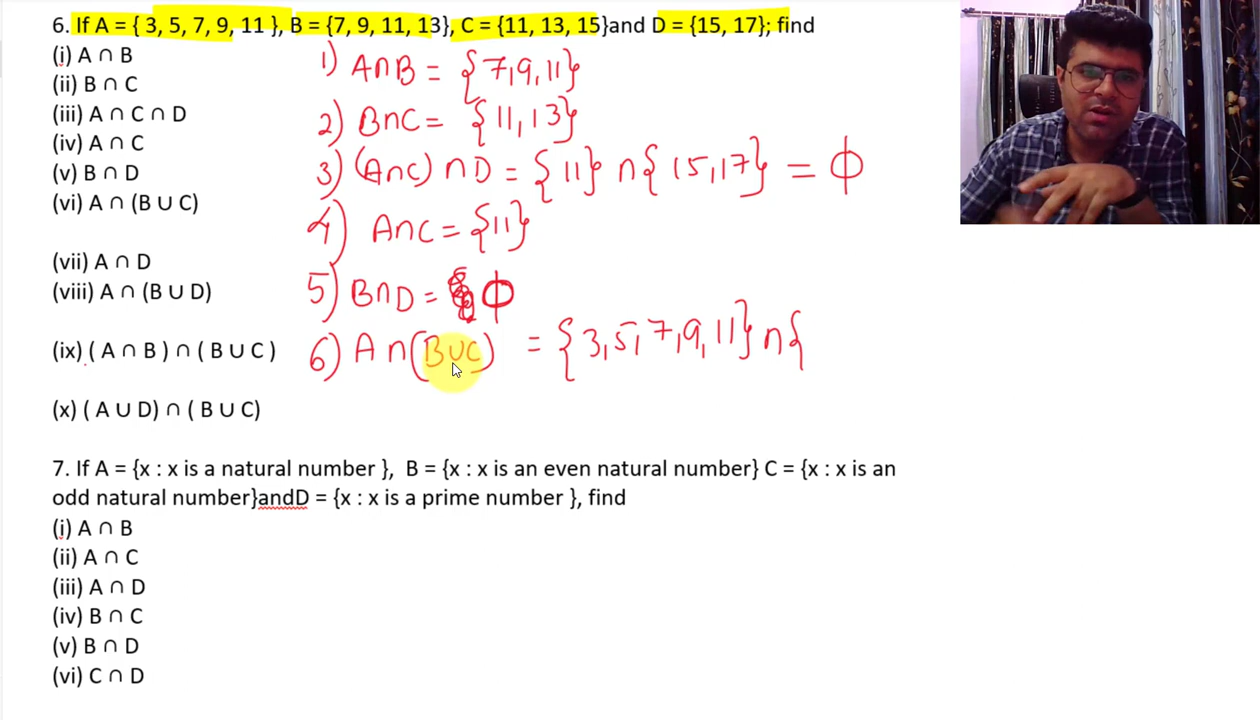 6. If A = { 3, 5, 7, 9, 11 }, B = {7, 9, 11, 13}, C = {11, 13, 15}and D = {15, 17}; find
(i) A ∩ B
(ii) B ∩ C
(iii) A ∩ C ∩ D
(iv) A ∩ C
(v) B ∩ D
(vi) A ∩ (B ∪ C)
(vii) A ∩ D
(viii) A ∩ (B ∪ D)
(ix) ( A ∩ B ) ∩ ( B ∪ C )
(x) ( A ∪ D) ∩ ( B ∪ C)
1) A∩B = {7,9,11}
2) B∩C = {11,13}
3) (A∩C) ∩ D = {11} ∩ {15,17} = ϕ
4) A∩C = {11}
5) B∩D = ϕ
6) A ∩ (B∪C) = {3,5,7,9,11} ∩ {
7. If A = {x : x is a natural number }, B = {x : x is an even natural number} C = {x : x is an
odd natural number}andD = {x : x is a prime number }, find
(i) A ∩ B
(ii) A ∩ C
(iii) A ∩ D
(iv) B ∩ C
(v) B ∩ D
(vi) C ∩ D